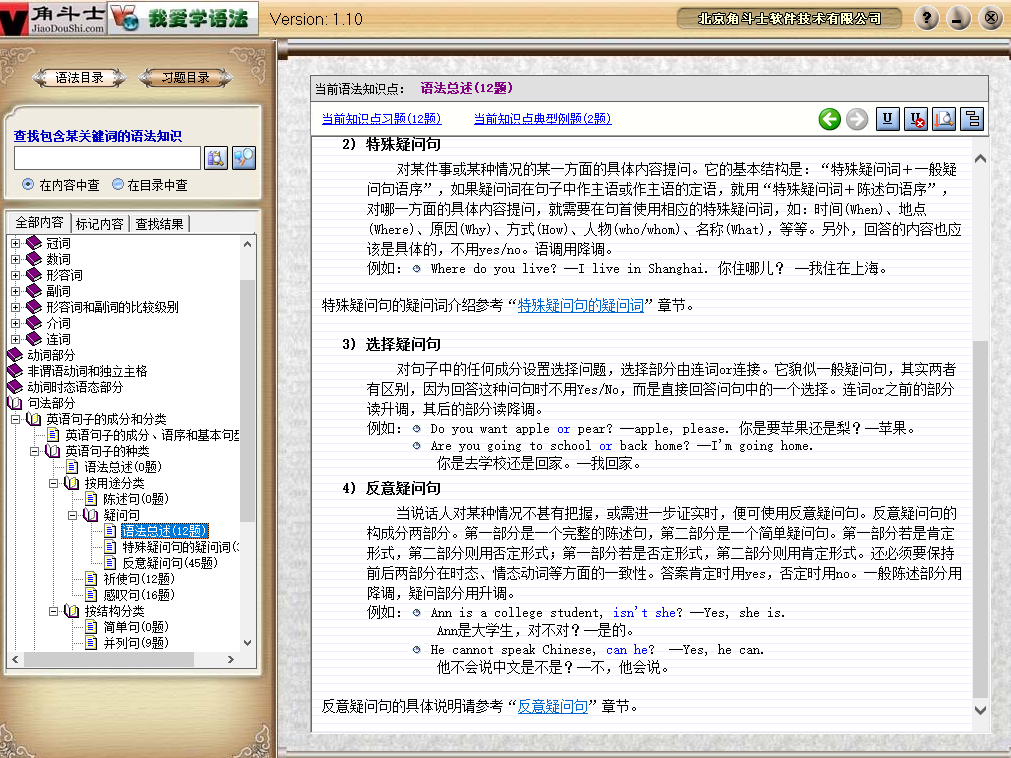 角斗士
JiaoDouShi.com
我爱学语法
Version: 1.10
北京角斗士软件技术有限公司
语法目录
习题目录
查找包含某关键词的语法知识
在内容中查
在目录中查
全部内容
标记内容
查找结果
冠词
数词
形容词
副词
形容词和副词的比较级别
介词
连词
动词部分
非谓语动词和独立主格
动词时态语态部分
句法部分
英语句子的成分和分类
英语句子的成分、语序和基本句型
英语句子的种类
语法总述(0题)
按用途分类
陈述句(0题)
疑问句
语法总述(12题)
特殊疑问句的疑问词(
反意疑问句(45题)
祈使句(12题)
感叹句(16题)
按结构分类
简单句(0题)
并列句(9题)
当前语法知识点： 语法总述(12题)
当前知识点习题(12题)
当前知识点典型例题(2题)
2) 特殊疑问句
对某件事或某种情况的某一方面的具体内容提问。它的基本结构是：“特殊疑问词＋一般疑
问句语序”，如果疑问词在句子中作主语或作主语的定语，就用“特殊疑问词＋陈述句语序”，
对哪一方面的具体内容提问，就需要在句首使用相应的特殊疑问词，如：时间(When)、地点
(Where)、原因(Why)、方式(How)、人物(who/whom)、名称(What)，等等。另外，回答的内容也应
该是具体的，不用yes/no。语调用降调。
例如： Where do you live? —I live in Shanghai. 你住哪儿？ —我住在上海。
特殊疑问句的疑问词介绍参考“特殊疑问句的疑问词”章节。
3) 选择疑问句
对句子中的任何成分设置选择问题，选择部分由连词or连接。它貌似一般疑问句，其实两者
有区别，因为回答这种问句时不用Yes/No，而是直接回答问句中的一个选择。连词or之前的部分
读升调，其后的部分读降调。
例如： Do you want apple or pear? —apple, please. 你是要苹果还是梨？—苹果。
Are you going to school or back home? —I'm going home.
你是去学校还是回家。—我回家。
4) 反意疑问句
当说话人对某种情况不甚有把握，或需进一步证实时，便可使用反意疑问句。反意疑问句的
构成分两部分。第一部分是一个完整的陈述句，第二部分是一个简单疑问句。第一部分若是肯定
形式，第二部分则用否定形式；第一部分若是否定形式，第二部分则用肯定形式。还必须要保持
前后两部分在时态、情态动词等方面的一致性。答案肯定时用yes，否定时用no。一般陈述部分用
降调，疑问部分用升调。
例如： Ann is a college student, isn't she? —Yes, she is.
Ann是大学生，对不对？—是的。
He cannot speak Chinese, can he? —Yes, he can.
他不会说中文是不是？—不，他会说。
反意疑问句的具体说明请参考“反意疑问句”章节。